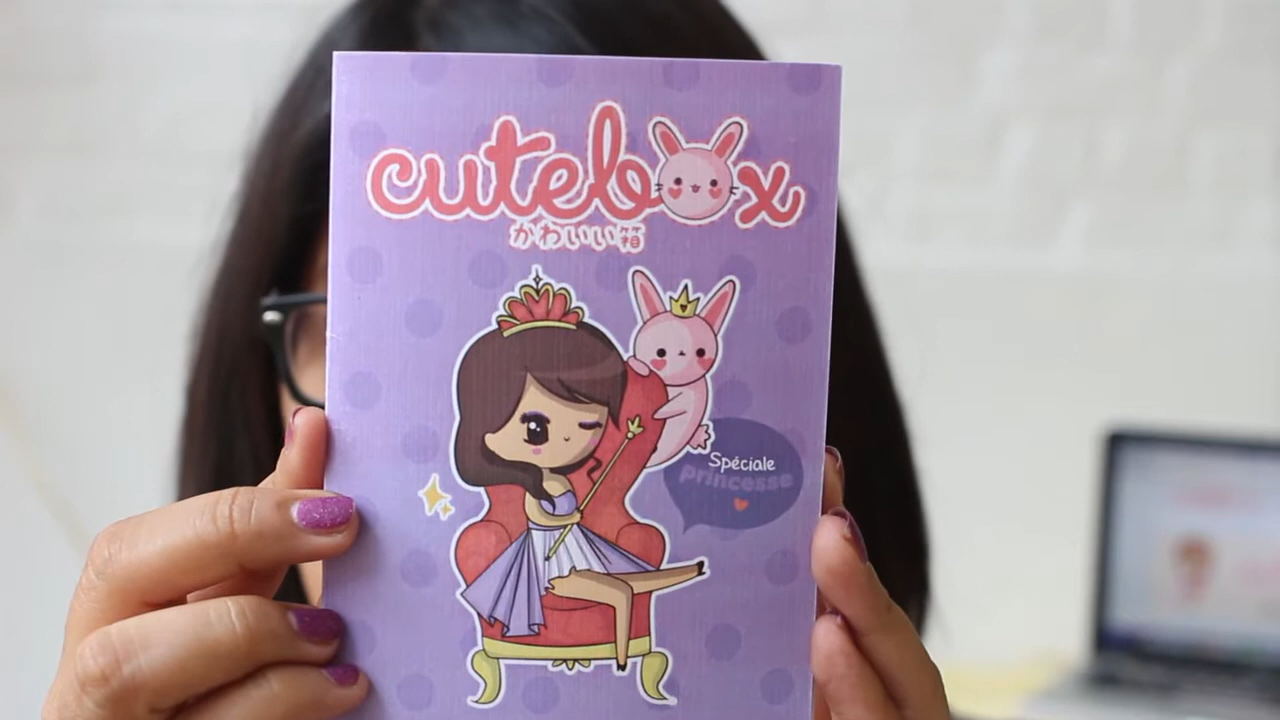 cutebox
かわいい箱
Spéciale
princesse